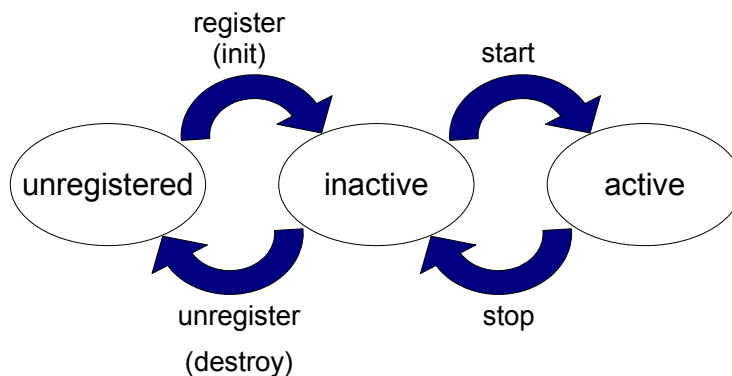 register
(init)
start
unregistered
inactive
active
unregister
(destroy)
stop